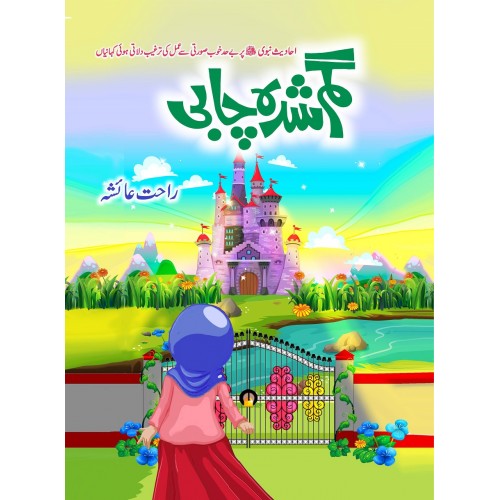 احادیث نبوی ﷺ پر بے حد خوب صورتی سے عمل کی ترغیب دلاتی ہوئی کہانیاں
گمشدہ چابی
راحت عائشہ